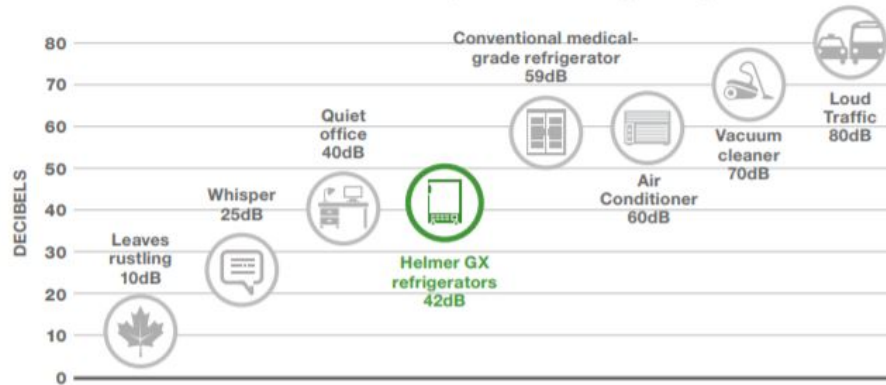 80
70
60
50
40
30
20
10
0
DECIBELS
Leaves
rustling
10dB
Whisper
25dB
Quiet
office
40dB
Helmer GX
refrigerators
42dB
Conventional medical-
grade refrigerator
59dB
Air
Conditioner
60dB
Vacuum
cleaner
70dB
Loud
Traffic
80dB